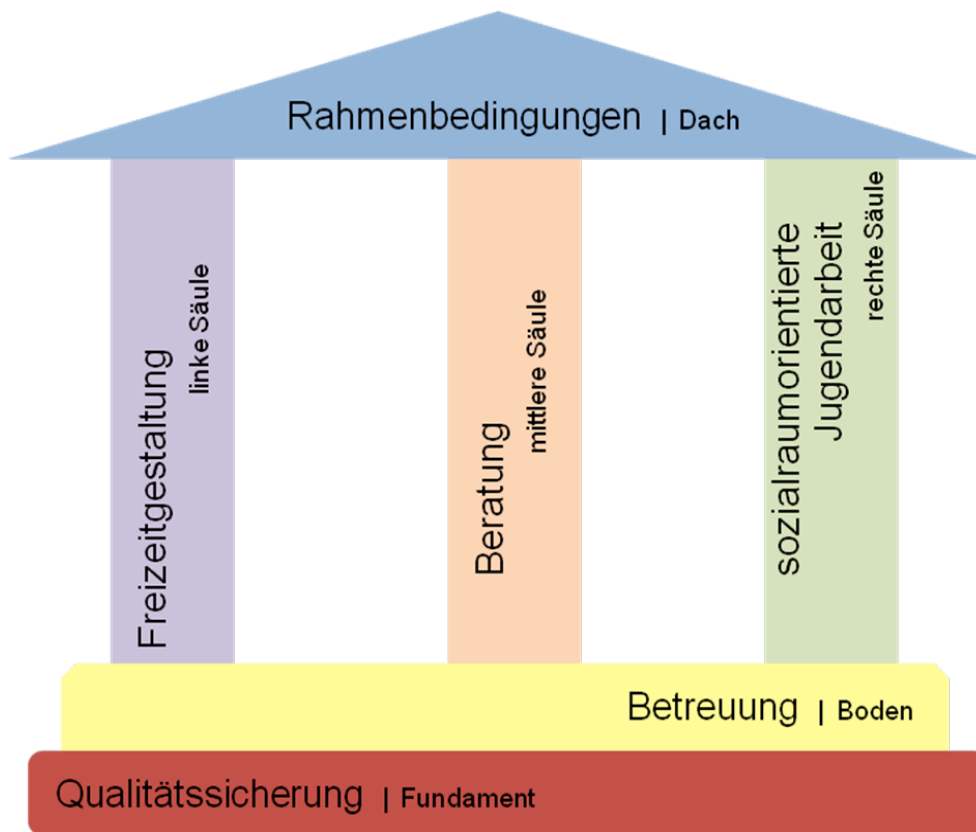 Rahmenbedingungen | Dach
Freizeitgestaltung
linke Säule
Beratung
mittlere Säule
sozialraumorientierte
Jugendarbeit
rechte Säule
Betreuung | Boden
Qualitätssicherung | Fundament